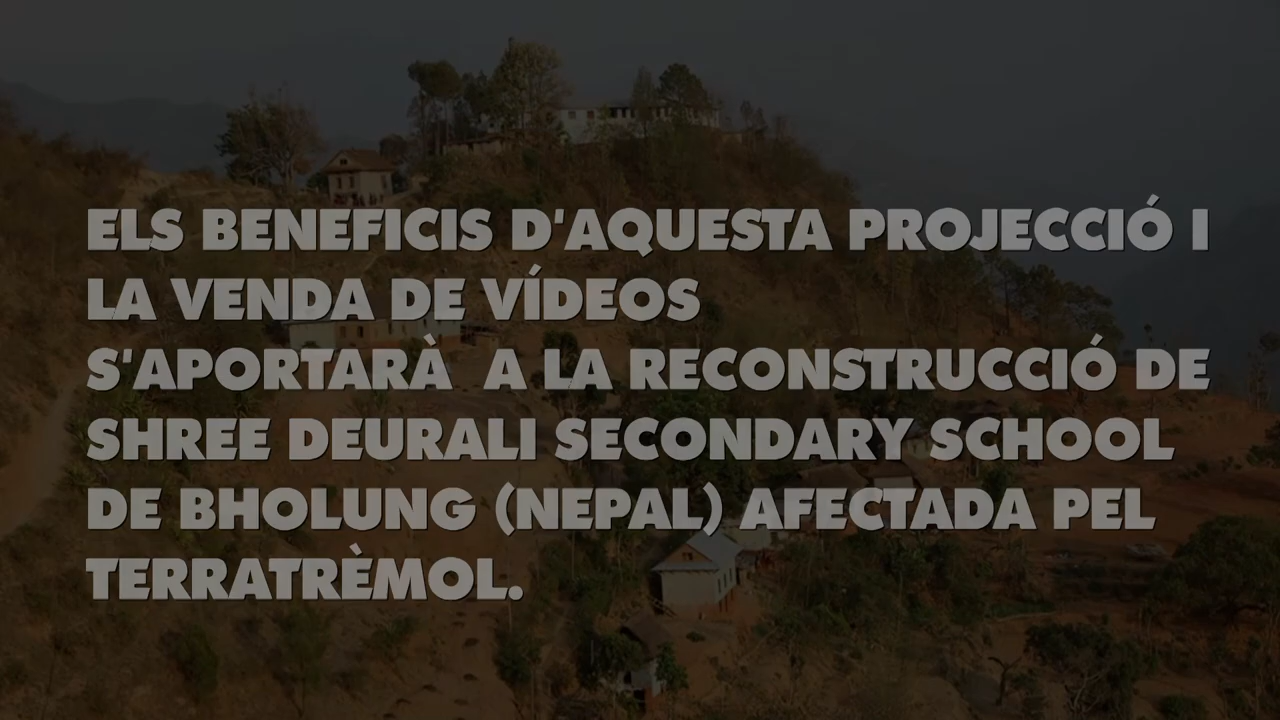 ELS BENEFICIS D'AQUESTA PROJECCIÓ I
LA VENDA DE VÍDEOS
S'APORTARÀ  A LA RECONSTRUCCIÓ DE
SHREE DEURALI SECONDARY SCHOOL
DE BHOLUNG (NEPAL) AFECTADA PEL
TERRATRÈMOL.